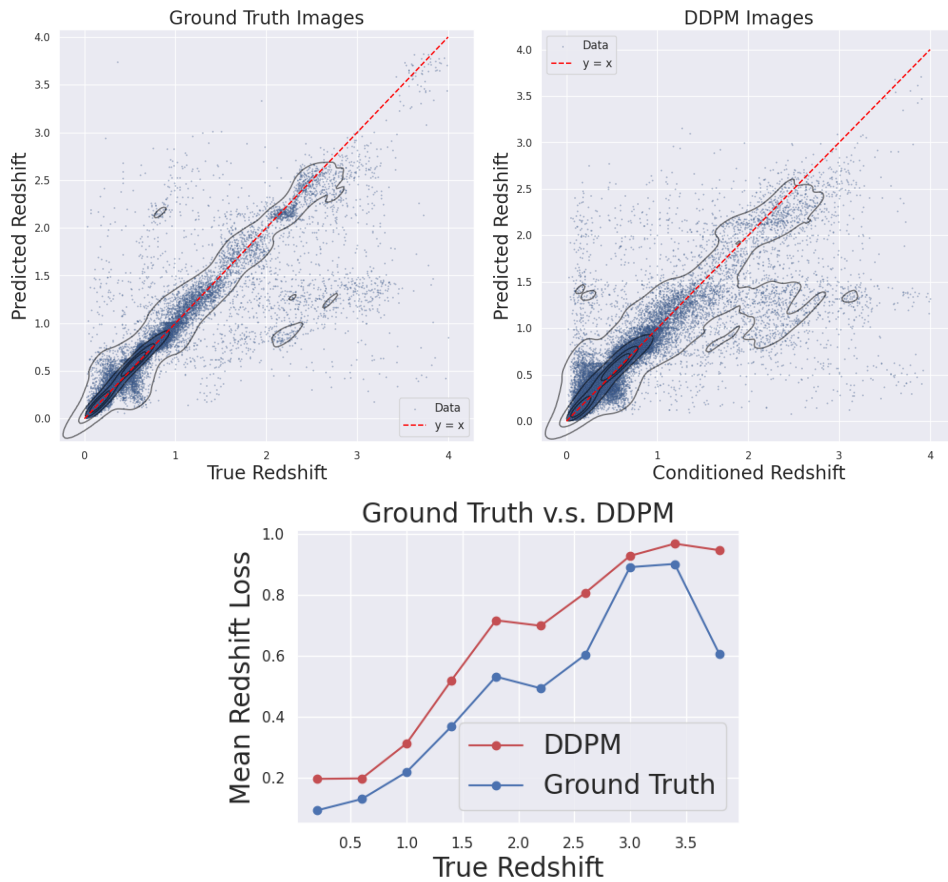 Ground Truth Images
DDPM Images
4.0
3.5
3.0
2.5
2.0
1.5
1.0
0.5
0.0
Predicted Redshift
0
1
2
3
4
True Redshift
Data
y = x
4.0
3.5
3.0
2.5
2.0
1.5
1.0
0.5
0.0
Predicted Redshift
0
1
2
3
4
Conditioned Redshift
Data
y = x
Ground Truth v.s. DDPM
1.0
0.8
0.6
0.4
0.2
Mean Redshift Loss
DDPM
Ground Truth
0.5
1.0
1.5
2.0
2.5
3.0
3.5
True Redshift